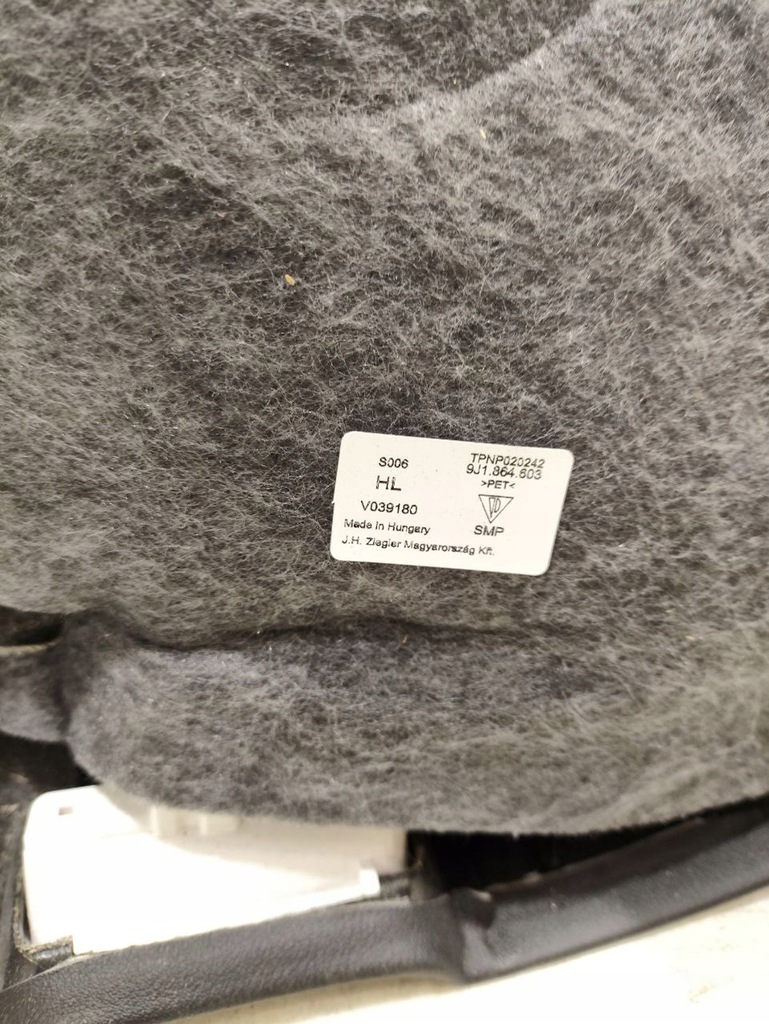 S006
HL
V039180
Made in Hungary
J.H. Ziegler Magyarország Kft.
TPNP020242
9J1.864.603
>PET<
SMP